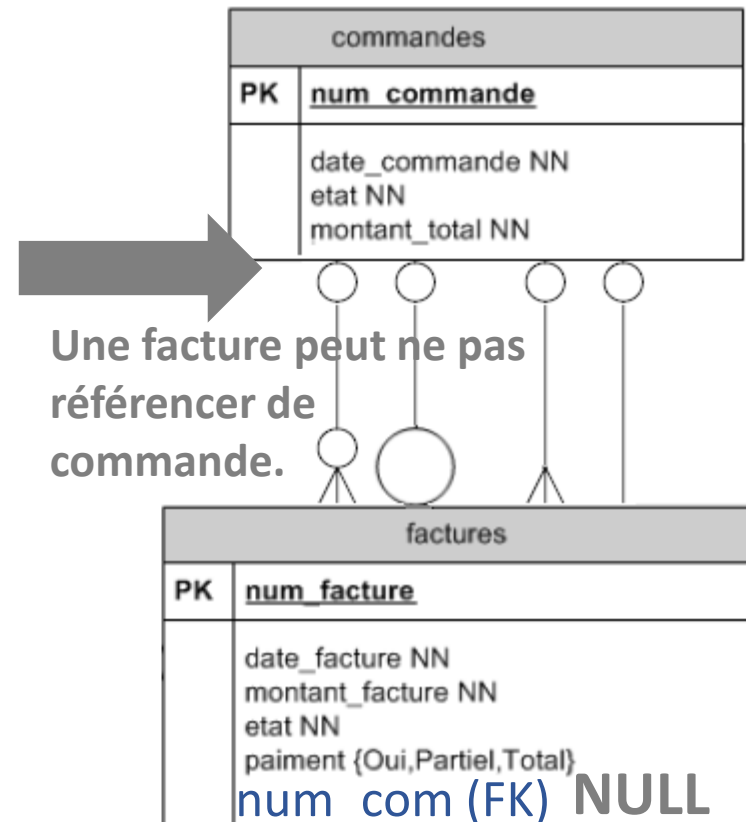 commandes
PK num_commande
date_commande NN
etat NN
montant_total NN
Une facture peut ne pas
référencer de
commande.
factures
PK num_facture
date_facture NN
montant_facture NN
etat NN
paiment {Oui,Partiel,Total}
num_com (FK) NULL